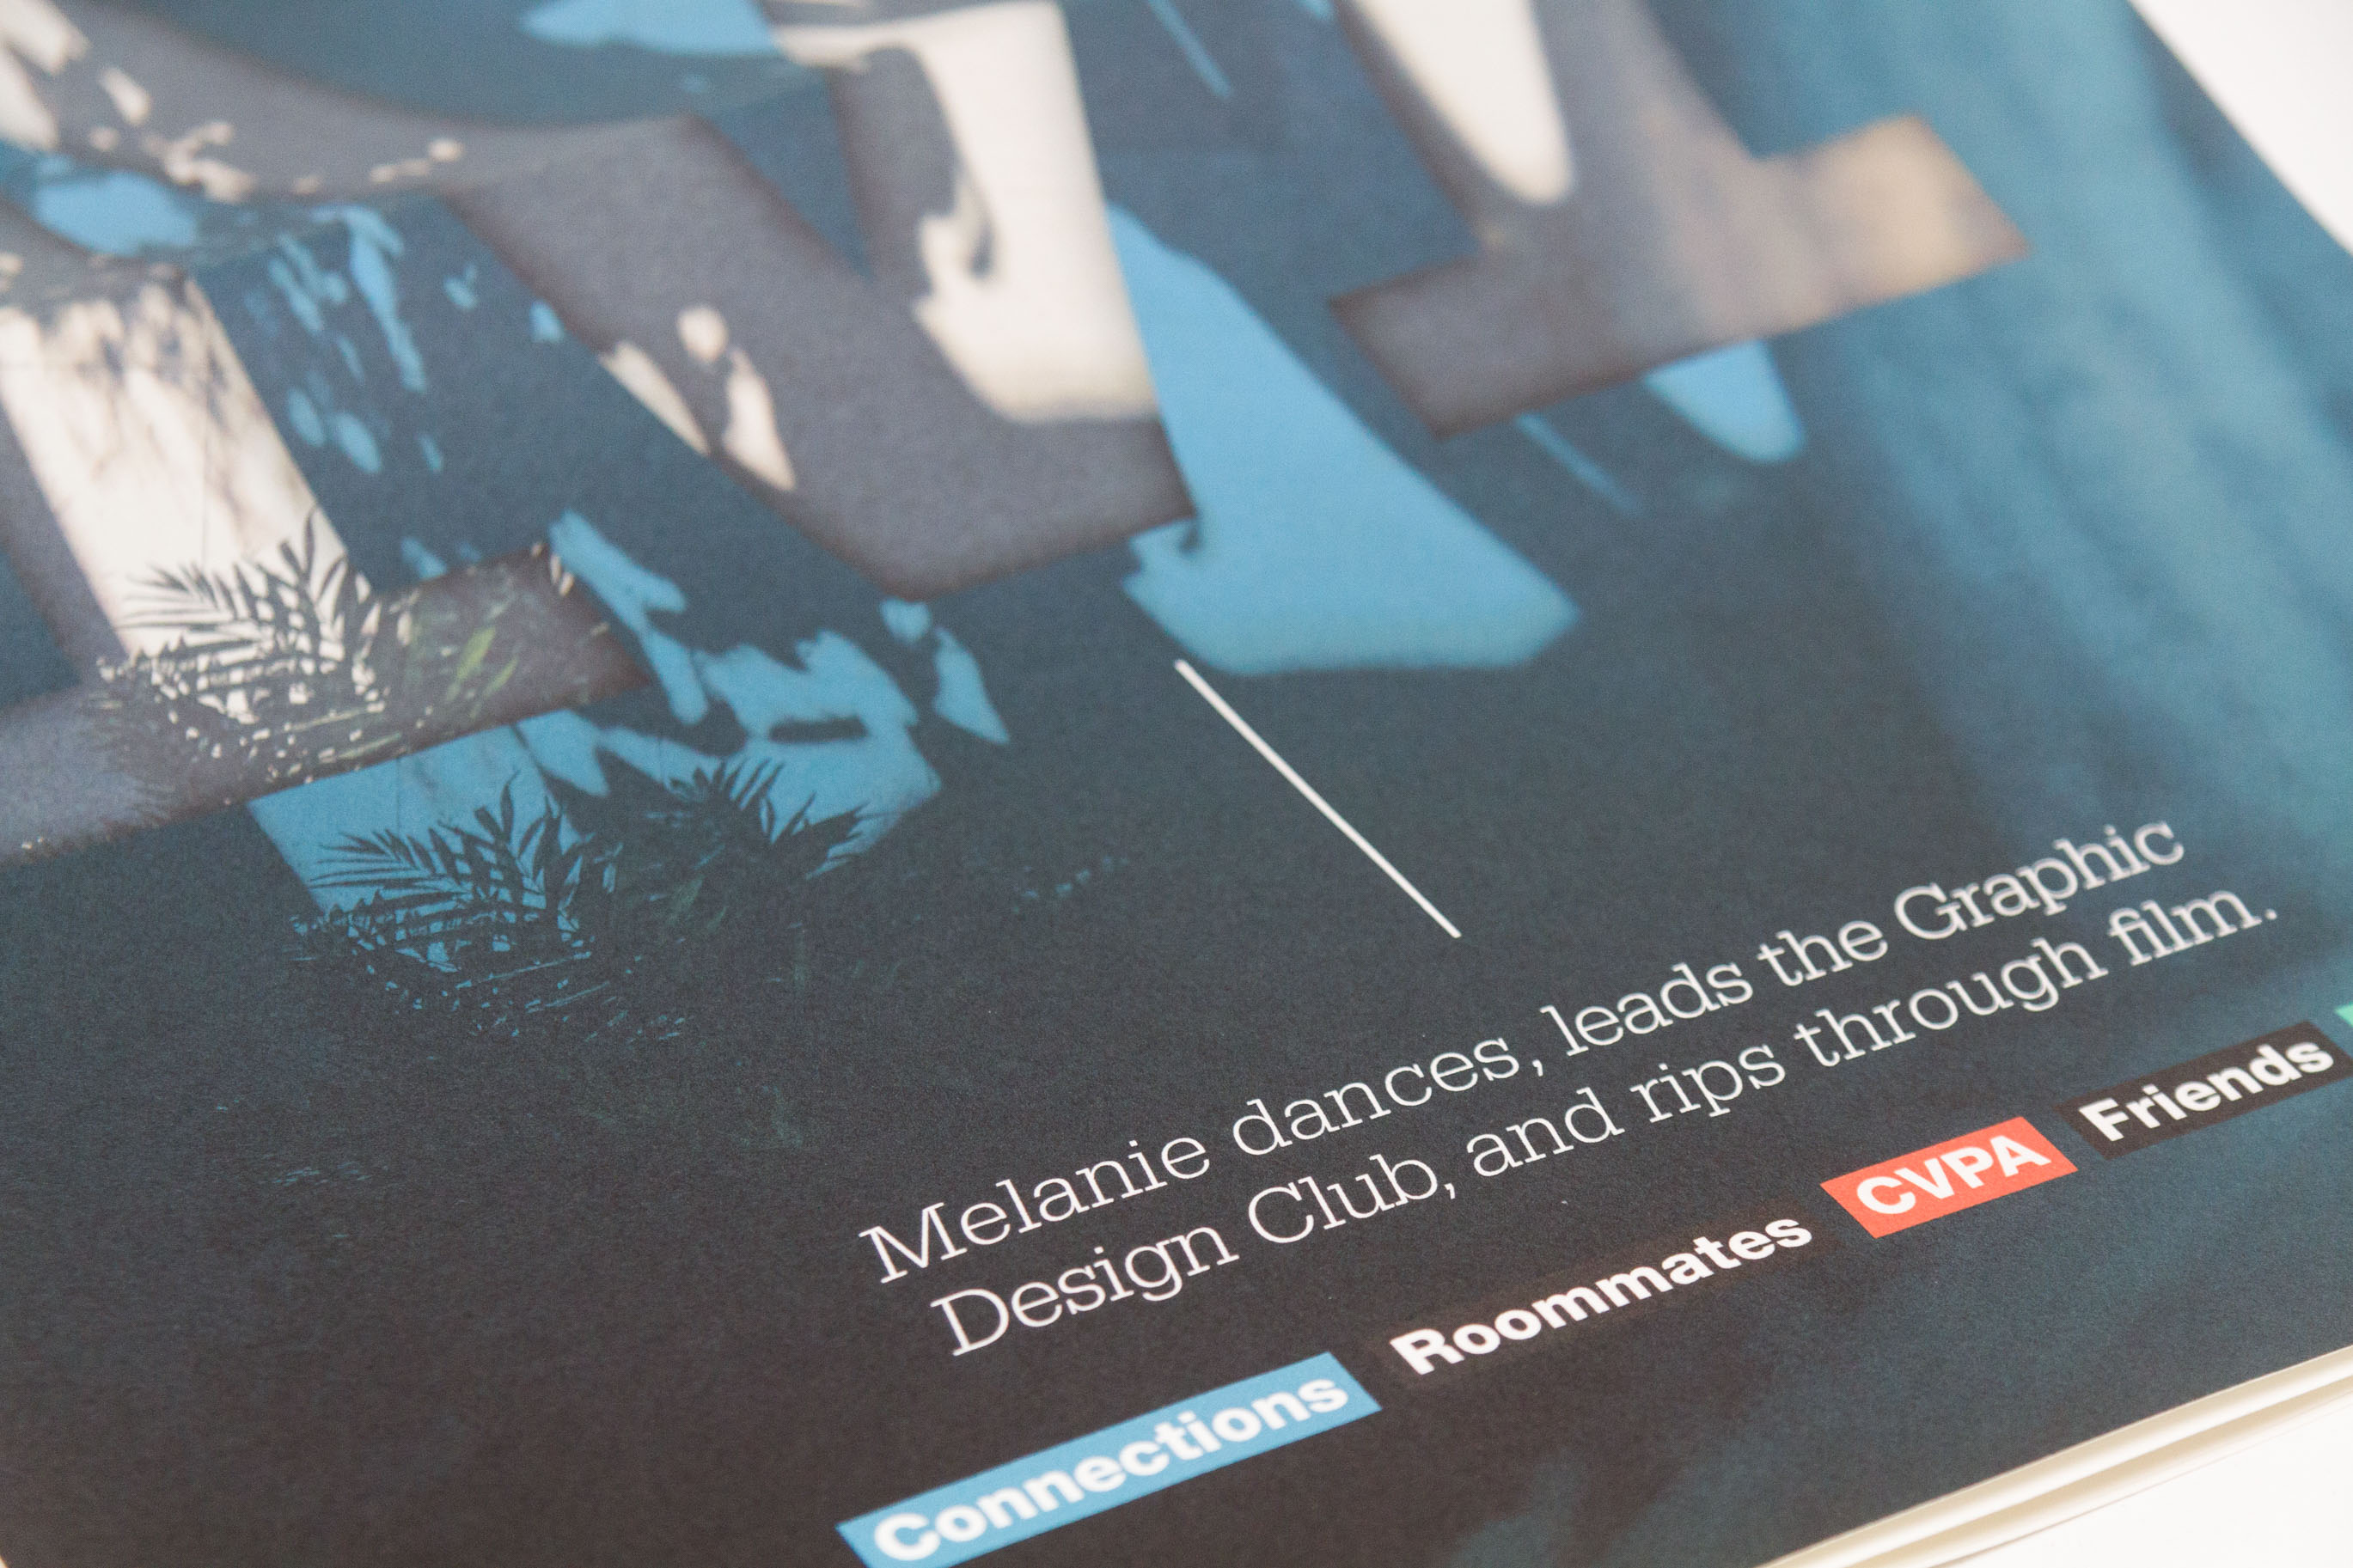 Melanie dances, leads the Graphic
Design Club, and rips through film.
Connections Roommates CVPA Friends